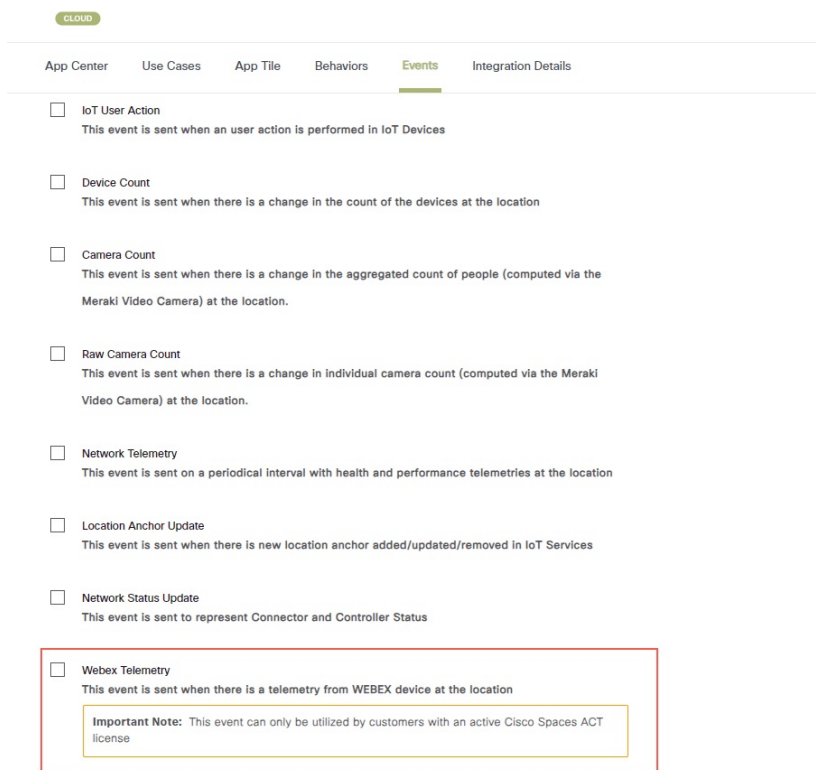 CLOUD
App Center Use Cases App Tile Behaviors Events Integration Details
IoT User Action
This event is sent when an user action is performed in IoT Devices
Device Count
This event is sent when there is a change in the count of the devices at the location
Camera Count
This event is sent when there is a change in the aggregated count of people (computed via the
Meraki Video Camera) at the location.
Raw Camera Count
This event is sent when there is a change in individual camera count (computed via the Meraki
Video Camera) at the location.
Network Telemetry
This event is sent on a periodical interval with health and performance telemetries at the location
Location Anchor Update
This event is sent when there is new location anchor added/updated/removed in IoT Services
Network Status Update
This event is sent to represent Connector and Controller Status
Webex Telemetry
This event is sent when there is a telemetry from WEBEX device at the location
Important Note: This event can only be utilized by customers with an active Cisco Spaces ACT
license